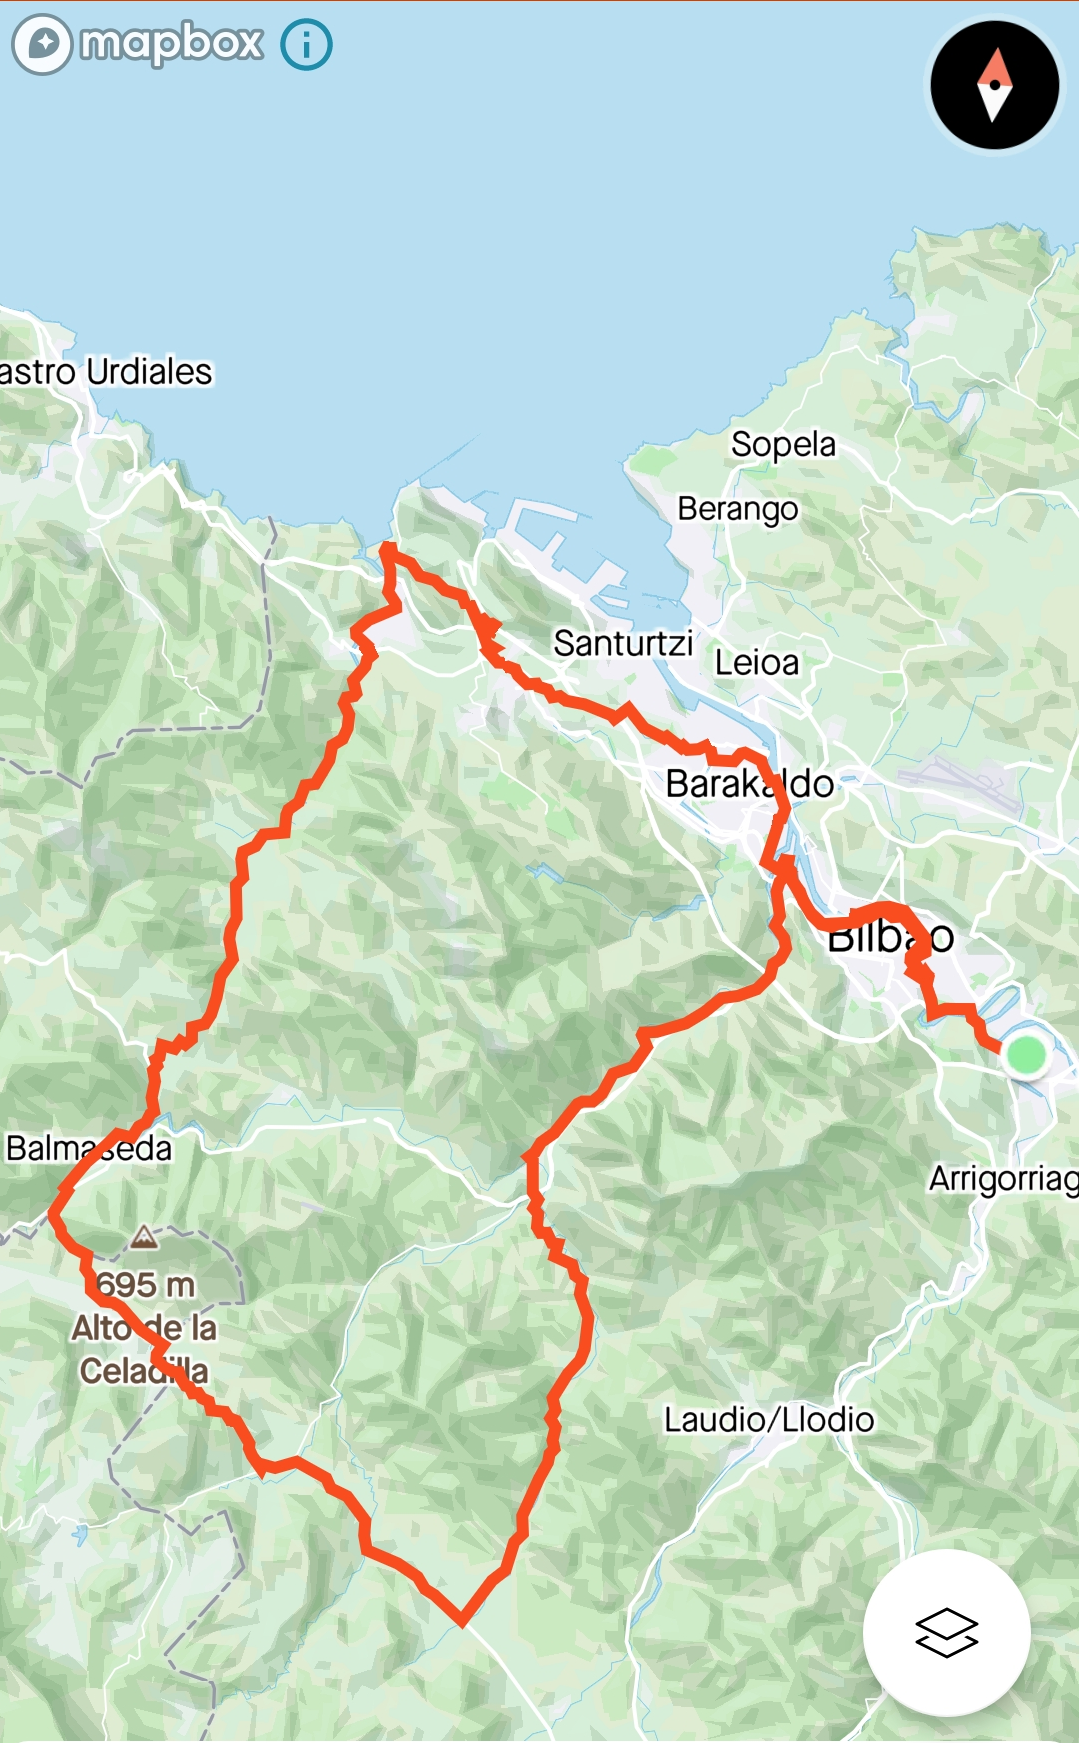 mapbox
astro Urdiales
Sopela
Berango
Santurtzi
Leioa
Barakaldo
Bilbao
Balmaseda
Arrigorriag
695 m
Alto de la
Celadilla
Laudio/Llodio